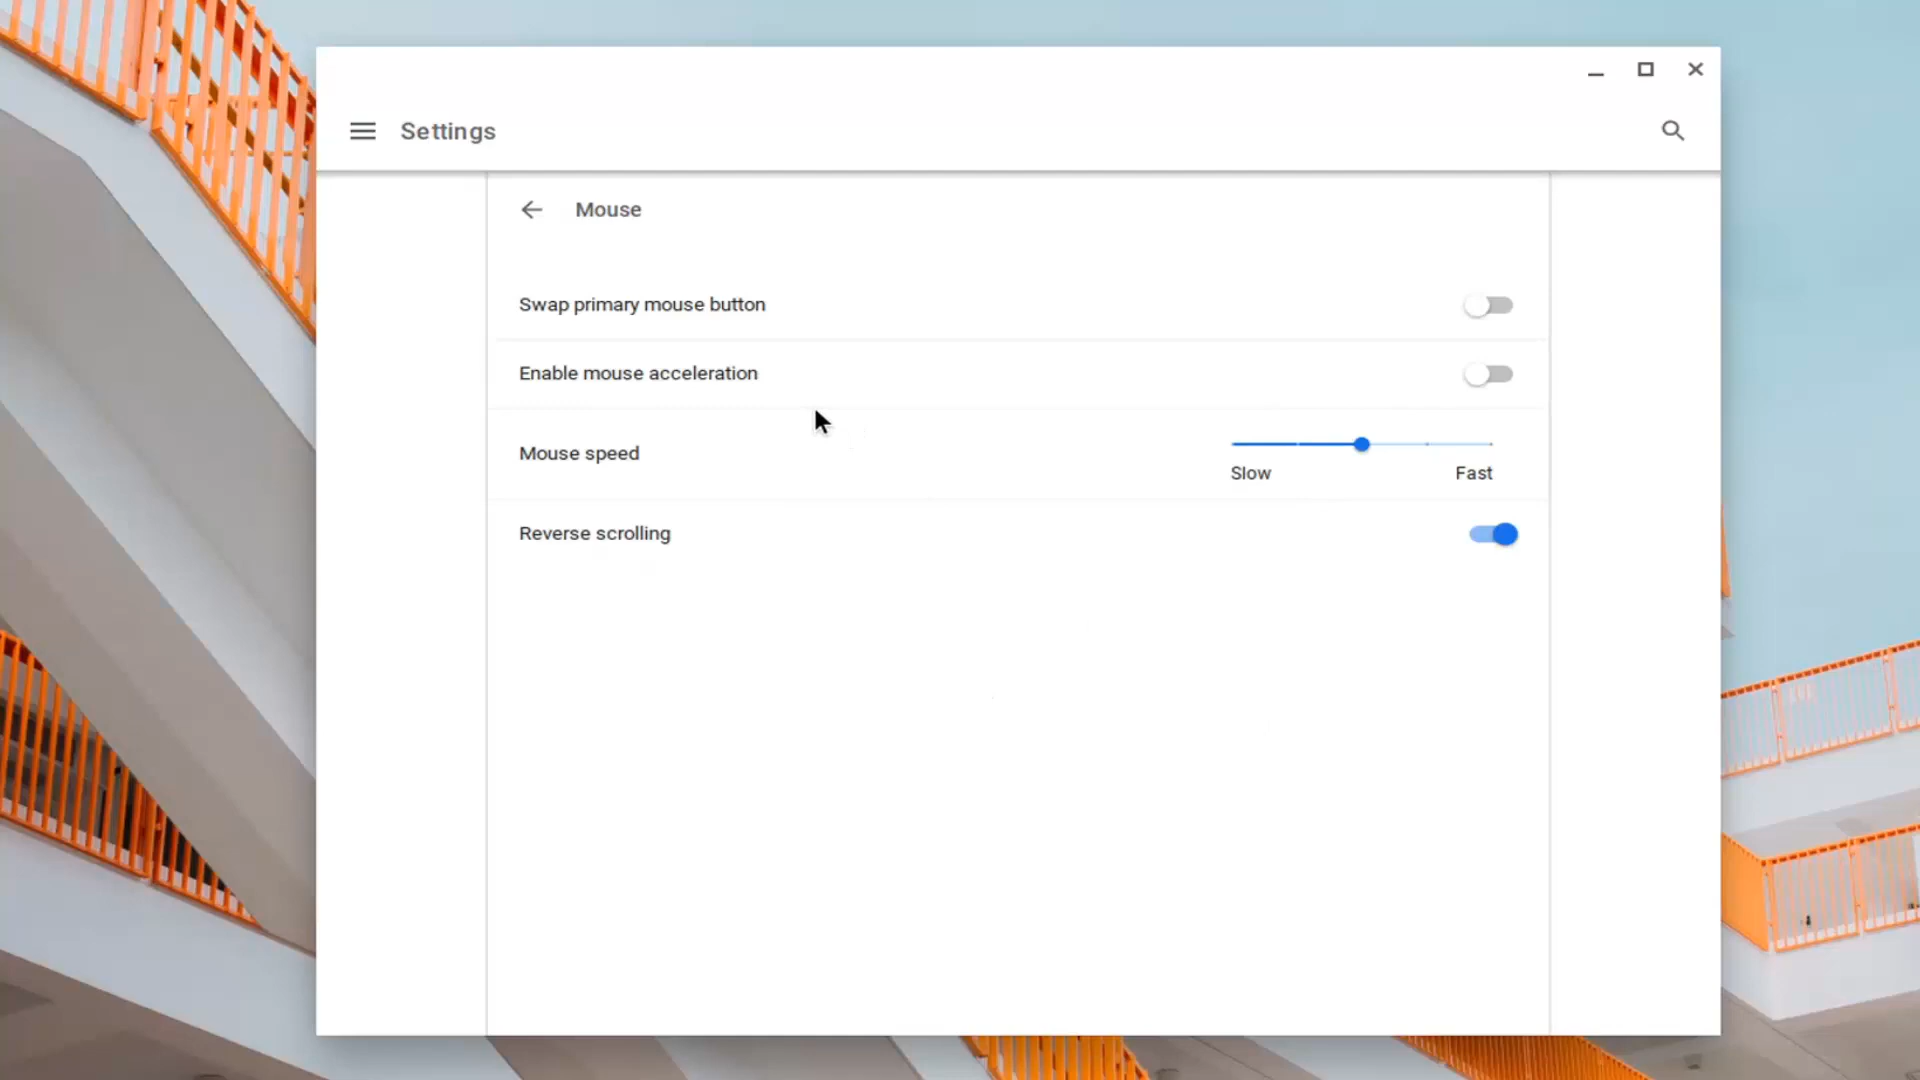 Settings
Mouse
Swap primary mouse button
Enable mouse acceleration
Mouse speed
Slow Fast
Reverse scrolling